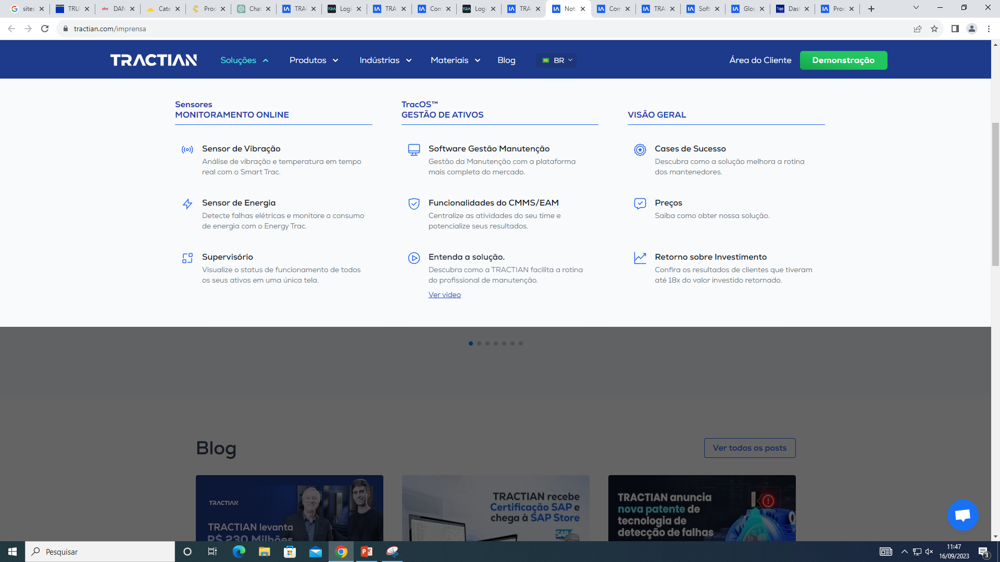 sites
TRU
DAN
Cate
Proc
Chat
TRA
Logi
TRA
Con
Logi
TRA
Noti
Con
TRA
Soft
Glos
Das
Proc
tractian.com/imprensa
TRACTIAN
Soluções
Produtos
Indústrias
Materiais
Blog
BR
Área do Cliente
Demonstração
Sensores
MONITORAMENTO ONLINE
Sensor de Vibração
Análise de vibração e temperatura em tempo
real com o Smart Trac.
Sensor de Energia
Detecte falhas elétricas e monitore o consumo
de energia com o Energy Trac.
Supervisório
Visualize o status de funcionamento de todos
os seus ativos em uma única tela.
TracOS™
GESTÃO DE ATIVOS
Software Gestão Manutenção
Gestão da Manutenção com a plataforma
mais completa do mercado.
Funcionalidades do CMMS/EAM
Centralize as atividades do seu time e
potencialize seus resultados.
Entenda a solução.
Descubra como a TRACTIAN facilita a rotina
do profissional de manutenção.
Ver vídeo
VISÃO GERAL
Cases de Sucesso
Descubra como a solução melhora a rotina
dos mantenedores.
Preços
Saiba como obter nossa solução.
Retorno sobre Investimento
Confira os resultados de clientes que tiveram
até 18x do valor investido retornado.
Blog
Ver todos os posts
TRACTIAN
TRACTIAN levanta
R$ 230 Milhões
TRACTIAN recebe
Certificação SAP e
chega à SAP Store
SAP
TRACTIAN anuncia
nova patente de
tecnologia de
detecção de falhas
Pesquisar
11:47
16/09/2023
3